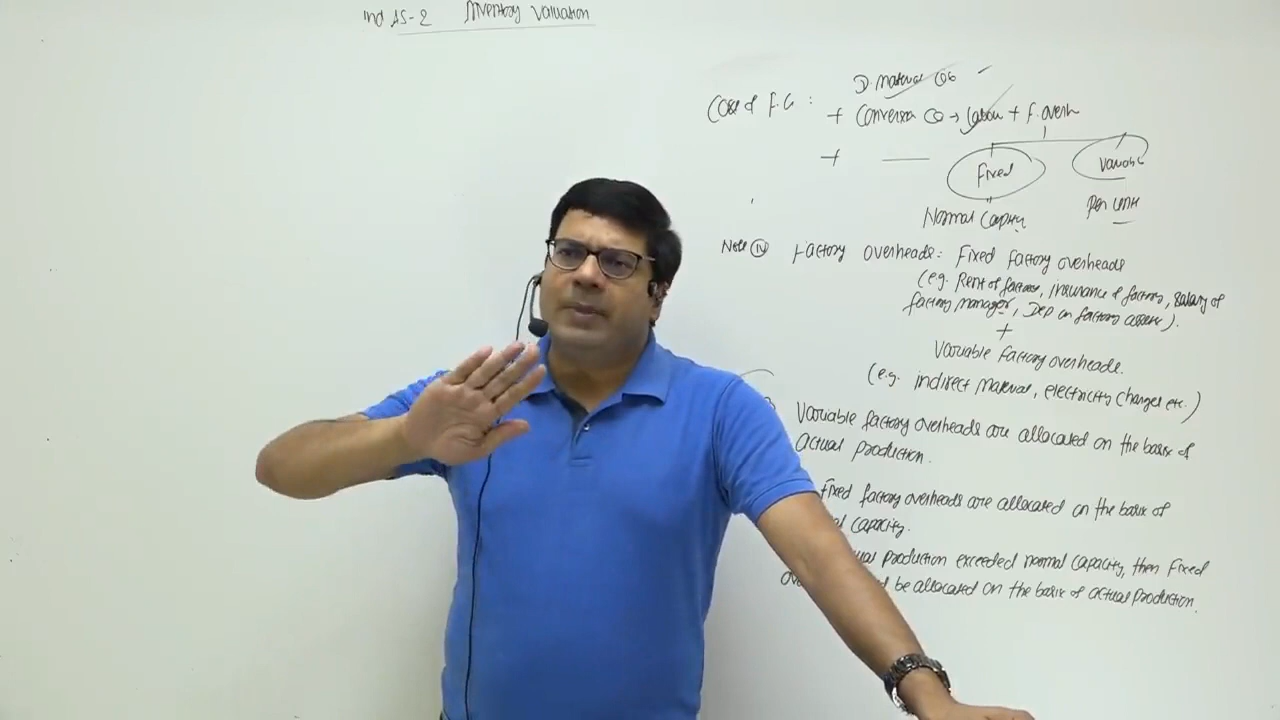 Ind AS-2 Inventory Valuation
D. Material Co
Cost of F.G :
+ Conversion Co → Labour + F. overh
+ —
Fixed
Variable
Normal Capacity
Per unit
Note (IV) Factory overheads: Fixed factory overheads
(e.g. Rent of factory, insurance of factory, salary of
factory manager, Dep on factory assets).
+
Variable factory overheads.
(e.g. indirect material, electricity charges etc.)
Variable factory overheads are allocated on the basis of
actual production.
Fixed factory overheads are allocated on the basis of
capacity.
production exceeded normal capacity, then fixed
be allocated on the basis of actual production.